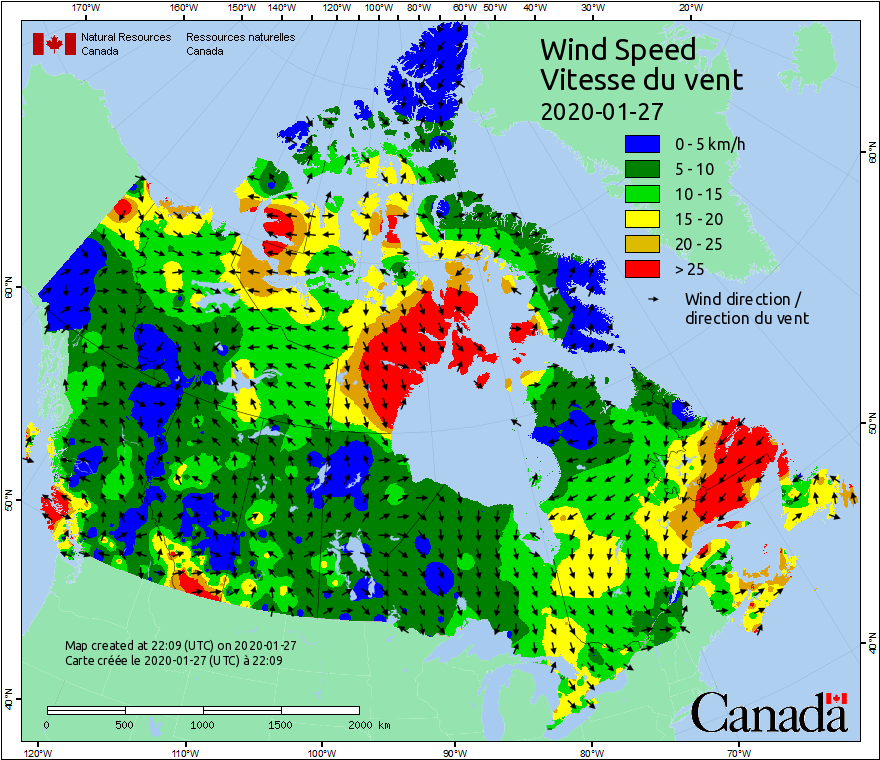 170°W 160°W 150°W 140°W 120°W 100°W 80°W 60°W 50°W 40°W 30°W 20°W
Natural Resources Ressources naturelles
Canada Canada
Wind Speed
Vitesse du vent
2020-01-27
0 - 5 km/h
5 - 10
10 - 15
15 - 20
20 - 25
> 25
Wind direction /
direction du vent
60°N
60°N
50°N
50°N
40°N
40°N
Map created at 22:09 (UTC) on 2020-01-27
Carte créée le 2020-01-27 (UTC) à 22:09
0 500 1000 1500 2000 km
Canada
120°W 110°W 100°W 90°W 80°W 70°W